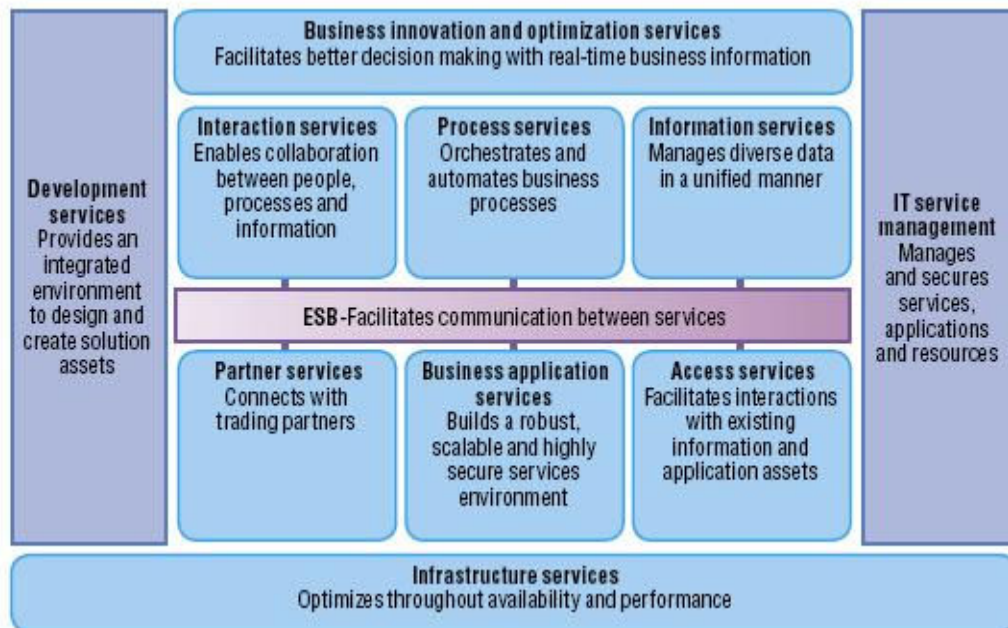 Business innovation and optimization services
Facilitates better decision making with real-time business information
Development
services
Provides an
integrated
environment
to design and
create solution
assets
Interaction services
Enables collaboration
between people,
processes and
information
Process services
Orchestrates and
automates business
processes
Information services
Manages diverse data
in a unified manner
IT service
management
Manages
and secures
services,
applications
and resources
ESB-Facilitates communication between services
Partner services
Connects with
trading partners
Business application
services
Builds a robust,
scalable and highly
secure services
environment
Access services
Facilitates interactions
with existing
information and
application assets
Infrastructure services
Optimizes throughout availability and performance